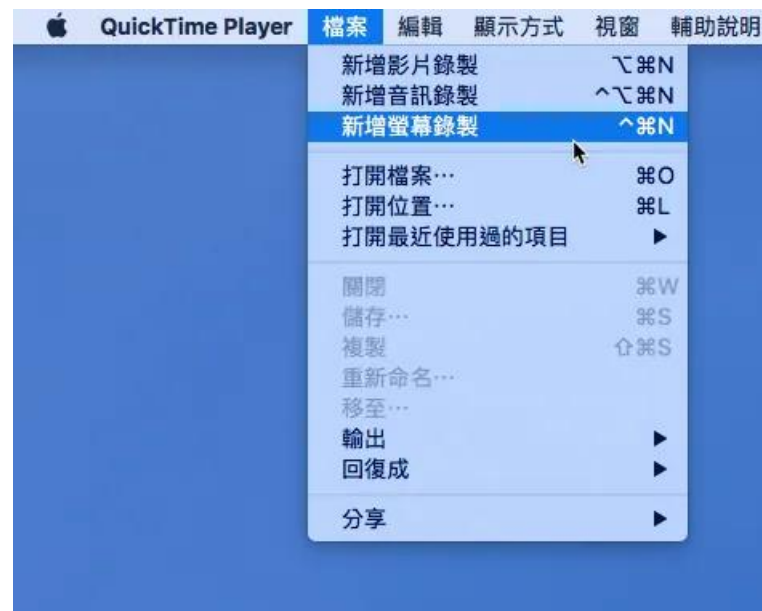 QuickTime Player 檔案 編輯 顯示方式 視窗 輔助說明
新增影片錄製 ⌥⌘N
新增音訊錄製 ^⌥⌘N
新增螢幕錄製 ^⌘N
打開檔案⋯ ⌘O
打開位置⋯ ⌘L
打開最近使用過的項目 ▶
關閉 ⌘W
儲存⋯ ⌘S
複製 ⇧⌘S
重新命名⋯
移至⋯
輸出 ▶
回復成 ▶
分享 ▶